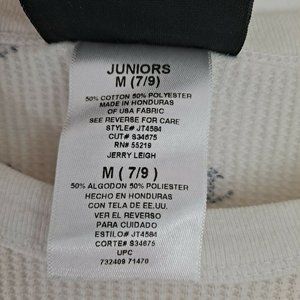 JUNIORS
M (7/9)
50% COTTON 50% POLYESTER
MADE IN HONDURAS
OF USA FABRIC
SEE REVERSE FOR CARE
STYLE# JT4584
CUT# S34675
RN# 55219
JERRY LEIGH
M (7/9)
50% ALGODON 50% POLIESTER
HECHO EN HONDURAS
CON TELA DE EE.UU.
VER EL REVERSO
PARA CUIDADO
ESTILO# JT4584
CORTE# S34675
UPC
732409 71470